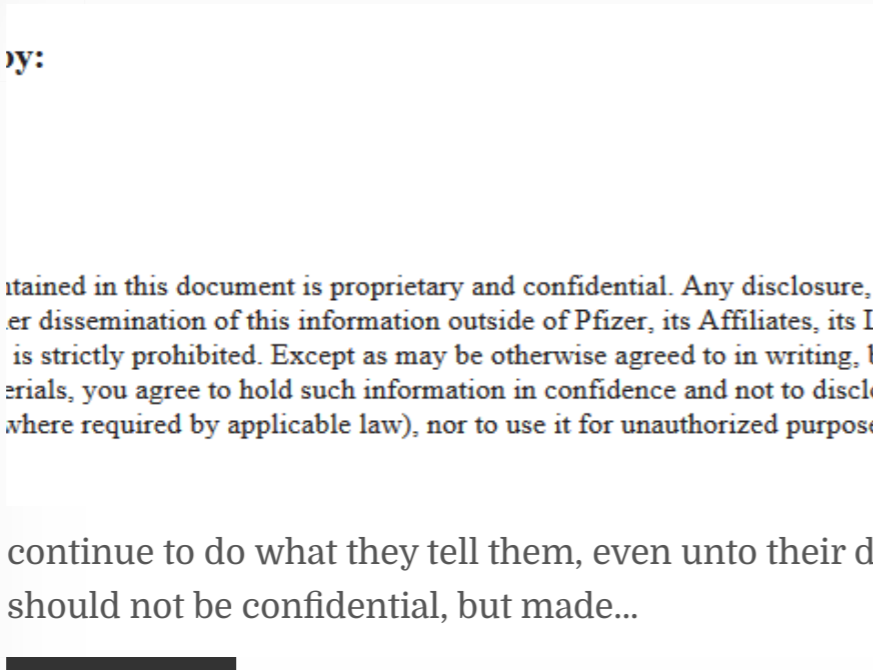 by:
ntained in this document is proprietary and confidential. Any disclosure,
er dissemination of this information outside of Pfizer, its Affiliates, its
is strictly prohibited. Except as may be otherwise agreed to in writing,
erials, you agree to hold such information in confidence and not to discl
where required by applicable law), nor to use it for unauthorized purpose
continue to do what they tell them, even unto their d
should not be confidential, but made...